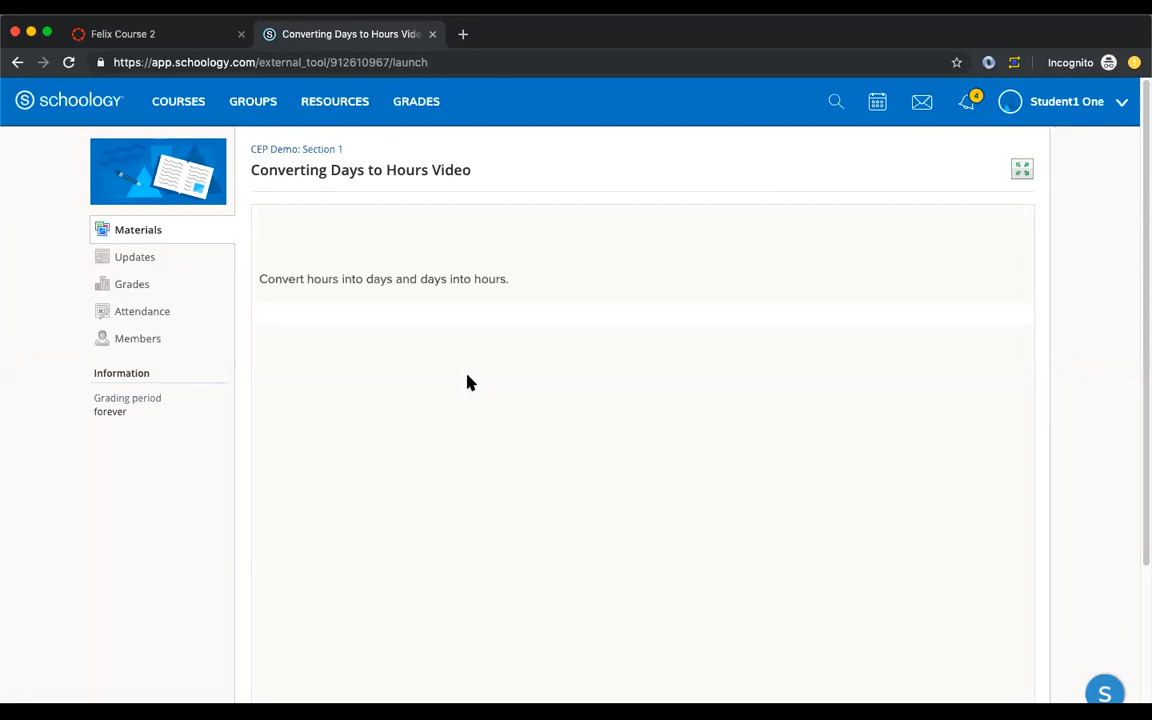 Felix Course 2
Converting Days to Hours Vide
https://app.schoology.com/external_tool/912610967/launch
Incognito
S schoology
COURSES
GROUPS
RESOURCES
GRADES
4
Student1 One
CEP Demo: Section 1
Converting Days to Hours Video
Materials
Updates
Grades
Attendance
Members
Information
Grading period
forever
Convert hours into days and days into hours.
S